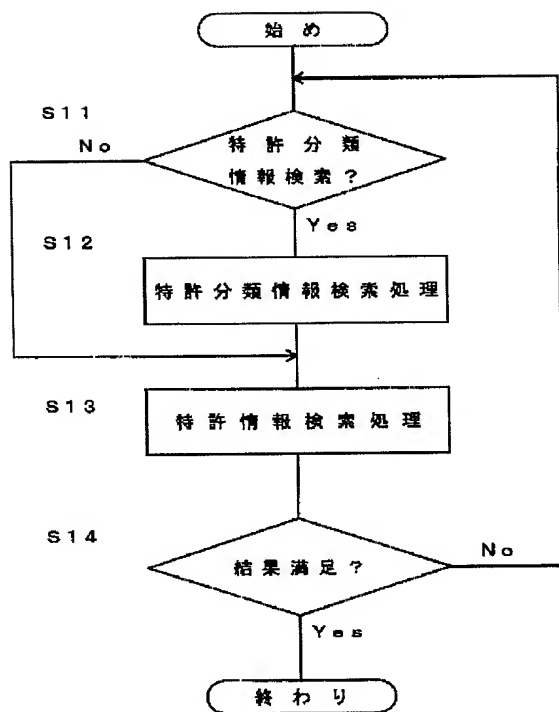 始め
S11
特許分類
情報検索?
No
Yes
S12
特許分類情報検索処理
S13
特許情報検索処理
S14
結果満足?
No
Yes
終わり